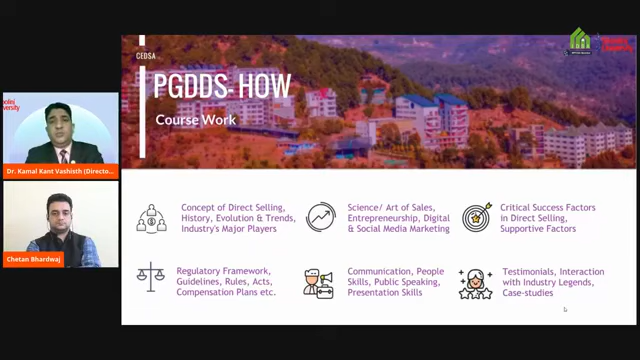 CEDSA
PGDDS- HOW
Course Work
Concept of Direct Selling,
History, Evolution & Trends,
Industry's Major Players
Science/ Art of Sales,
Entrepreneurship, Digital
& Social Media Marketing
Critical Success Factors
in Direct Selling,
Supportive Factors
Regulatory Framework,
Guidelines, Rules, Acts,
Compensation Plans etc.
Communication, People
Skills, Public Speaking,
Presentation Skills
Testimonials, Interaction
with Industry Legends,
Case-studies
Dr. Kamal Kant Vashisth (Directo...
Chetan Bhardwaj